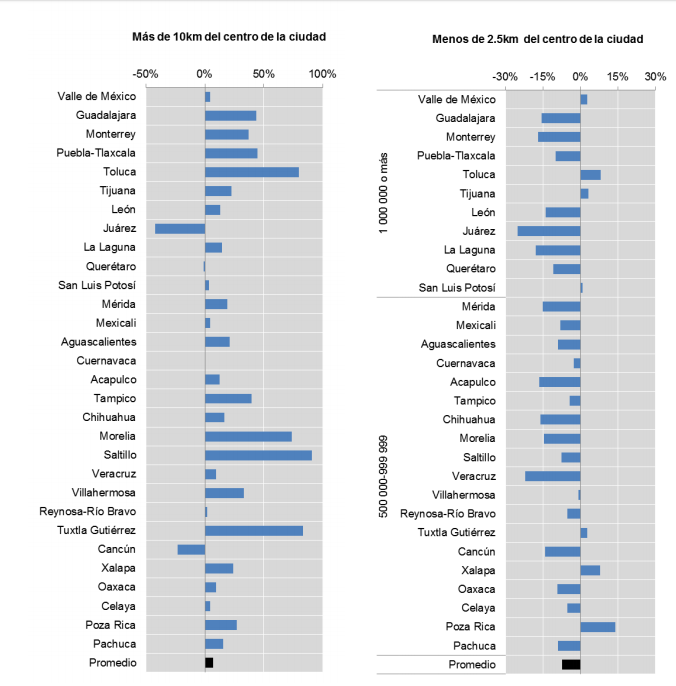 Más de 10km del centro de la ciudad
-50% 0% 50% 100%
Valle de México
Guadalajara
Monterrey
Puebla-Tlaxcala
Toluca
Tijuana
León
Juárez
La Laguna
Querétaro
San Luis Potosí
Mérida
Mexicali
Aguascalientes
Cuernavaca
Acapulco
Tampico
Chihuahua
Morelia
Saltillo
Veracruz
Villahermosa
Reynosa-Río Bravo
Tuxtla Gutiérrez
Cancún
Xalapa
Oaxaca
Celaya
Poza Rica
Pachuca
Promedio
Menos de 2.5km del centro de la ciudad
-30% -15% 0% 15% 30%
1 000 000 o más
Valle de México
Guadalajara
Monterrey
Puebla-Tlaxcala
Toluca
Tijuana
León
Juárez
La Laguna
Querétaro
San Luis Potosí
500 000-999 999
Mérida
Mexicali
Aguascalientes
Cuernavaca
Acapulco
Tampico
Chihuahua
Morelia
Saltillo
Veracruz
Villahermosa
Reynosa-Río Bravo
Tuxtla Gutiérrez
Cancún
Xalapa
Oaxaca
Celaya
Poza Rica
Pachuca
Promedio